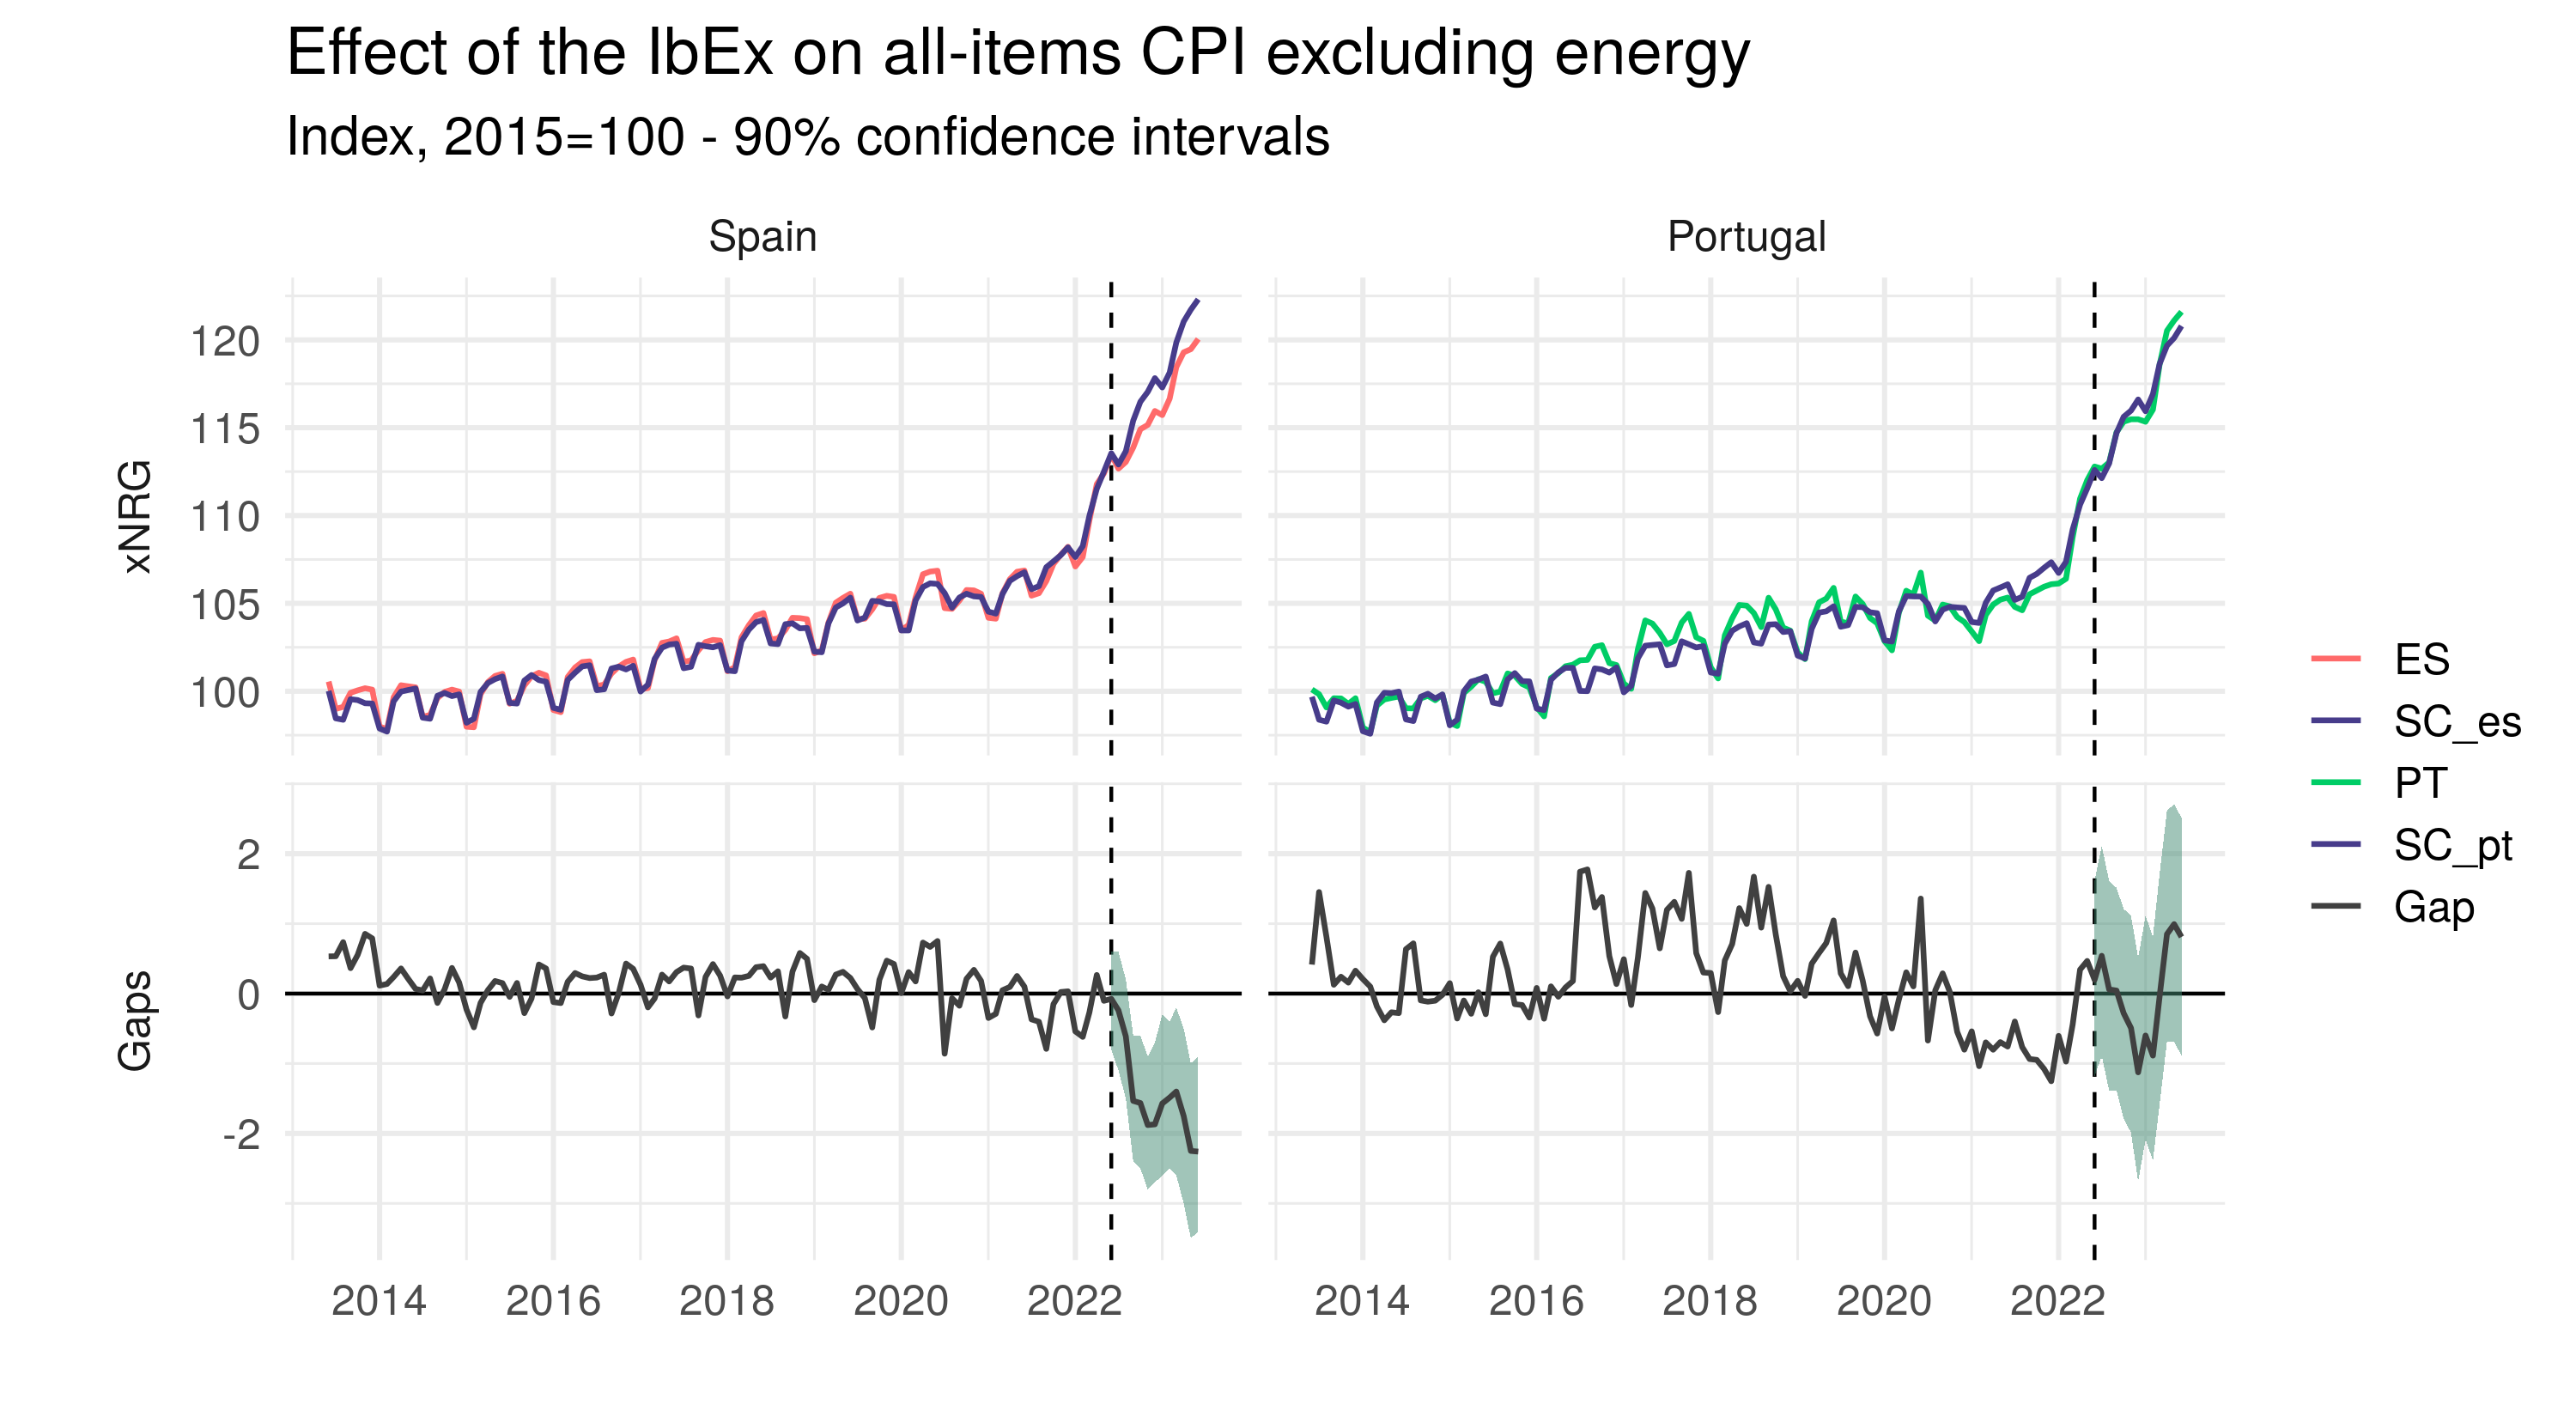 Effect of the IbEx on all-items CPI excluding energy
Index, 2015=100 - 90% confidence intervals
Spain
Portugal
xNRG
120
115
110
105
100
Gaps
2
0
-2
2014 2016 2018 2020 2022
2014 2016 2018 2020 2022
ES
SC_es
PT
SC_pt
Gap